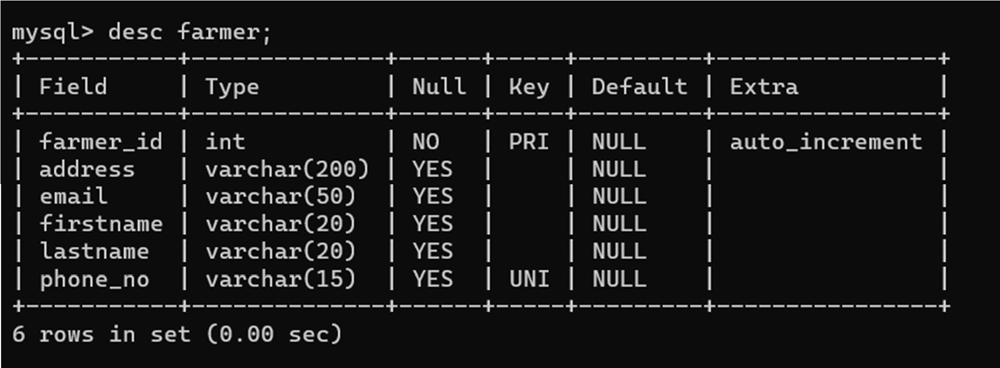 mysql> desc farmer;
+-----------+--------------+------+-----+---------+----------------+
| Field     | Type         | Null | Key | Default | Extra          |
+-----------+--------------+------+-----+---------+----------------+
| farmer_id | int          | NO   | PRI | NULL    | auto_increment |
| address   | varchar(200) | YES  |     | NULL    |                |
| email     | varchar(50)  | YES  |     | NULL    |                |
| firstname | varchar(20)  | YES  |     | NULL    |                |
| lastname  | varchar(20)  | YES  |     | NULL    |                |
| phone_no  | varchar(15)  | YES  | UNI | NULL    |                |
+-----------+--------------+------+-----+---------+----------------+
6 rows in set (0.00 sec)